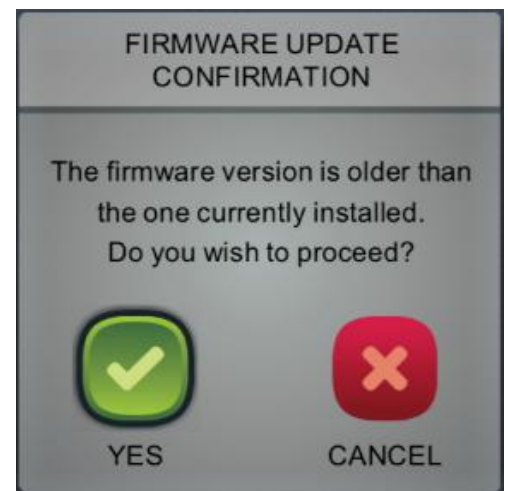 FIRMWARE UPDATE
CONFIRMATION
The firmware version is older than
the one currently installed.
Do you wish to proceed?
YES
CANCEL